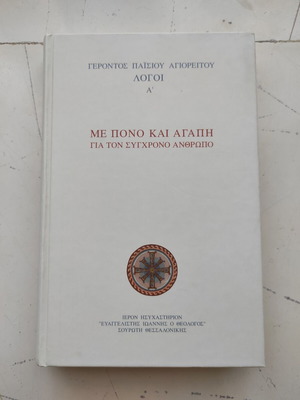 ΓΕΡΟΝΤΟΣ ΠΑΪΣΙΟΥ ΑΓΙΟΡΕΙΤΟΥ
ΛΟΓΟΙ
Α΄
ΜΕ ΠΟΝΟ ΚΑΙ ΑΓΑΠΗ
ΓΙΑ ΤΟΝ ΣΥΓΧΡΟΝΟ ΑΝΘΡΩΠΟ
ΙΕΡΟΝ ΗΣΥΧΑΣΤΗΡΙΟΝ
"ΕΥΑΓΓΕΛΙΣΤΗΣ ΙΩΑΝΝΗΣ Ο ΘΕΟΛΟΓΟΣ"
ΣΟΥΡΩΤΗ ΘΕΣΣΑΛΟΝΙΚΗΣ